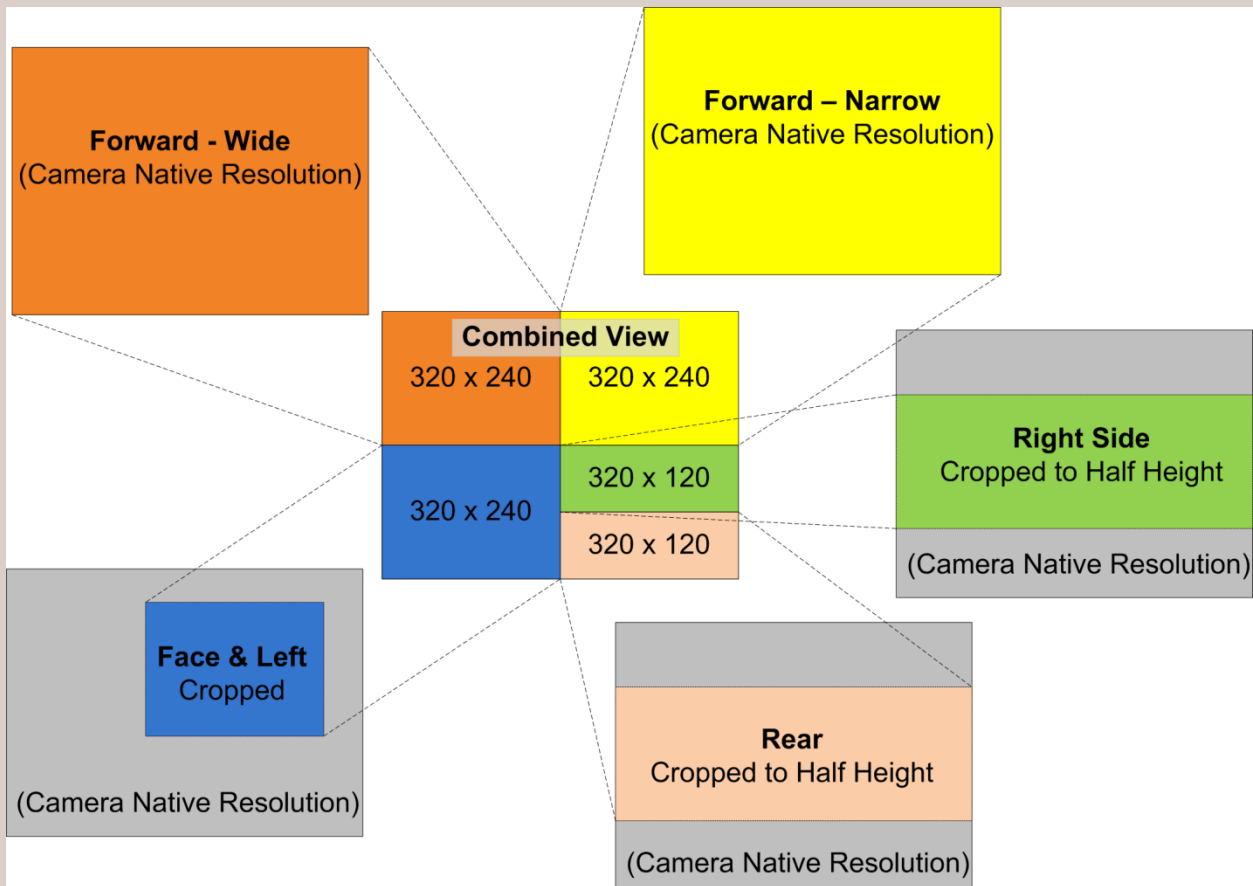 Forward - Wide
(Camera Native Resolution)
Forward – Narrow
(Camera Native Resolution)
Combined View
320 x 240
320 x 240
320 x 240
320 x 120
320 x 120
Right Side
Cropped to Half Height
(Camera Native Resolution)
Face & Left
Cropped
(Camera Native Resolution)
Rear
Cropped to Half Height
(Camera Native Resolution)